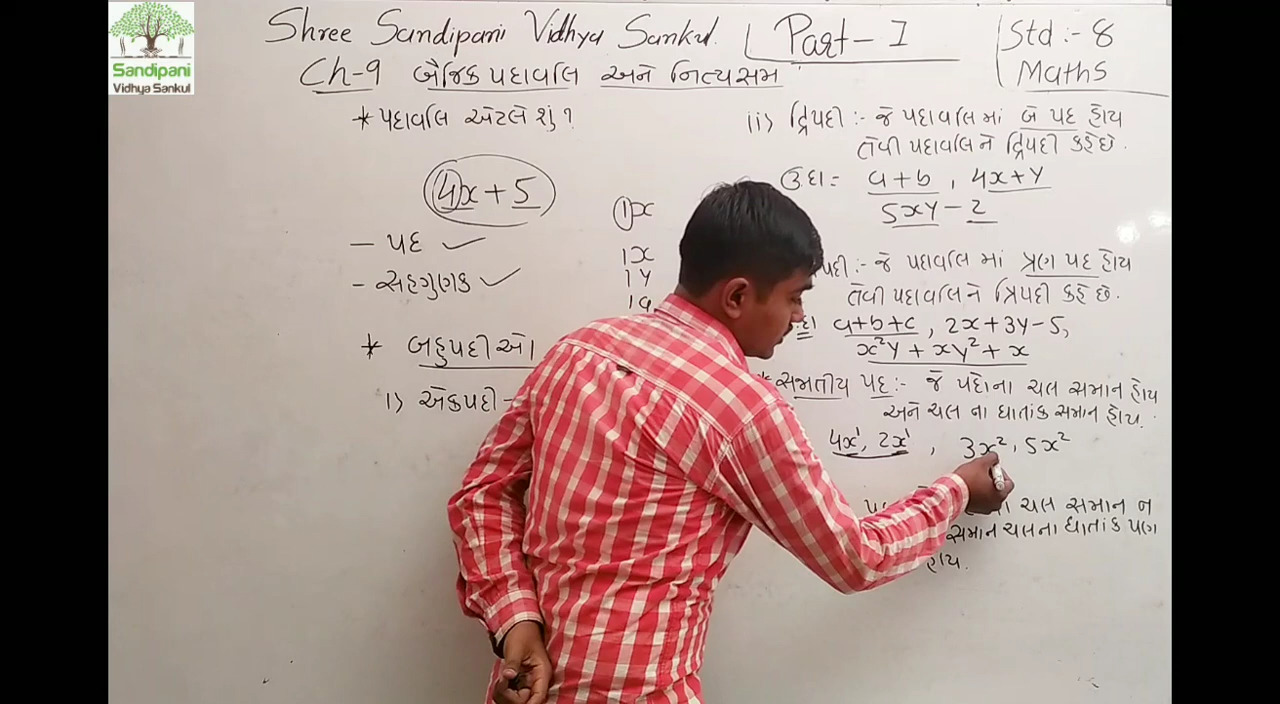 Sandipani
Vidhya Sankul
Shree Sandipani Vidhya Sankul.
Part-I
Std :- 8
Maths
Ch-9 બૈજિક પદાવલિ અને નિત્યસમ
* પદાવલિ એટલે શું?
4x + 5
- પદ ✓
- સહગુણક ✓
1x
1x
1y
1a
* બહુપદીઓ
i) એકપદી -
ii) દ્વિપદી :- જે પદાવલિમાં બે પદ હોય
તેવી પદાવલિને દ્વિપદી કહે છે.
ઉદા= a+b, 4x+y
5xy-2
પદી :- જે પદાવલિ માં ત્રણ પદ હોય
તેવી પદાવલિને ત્રિપદી કહે છે.
a+b+c, 2x+3y-5,
x²y + xy² + x
* સજાતીય પદ :- જે પદોના ચલ સમાન હોય
અને ચલ ના ઘાતાંક સમાન હોય.
4x¹, 2x¹, 3x², 5x²
ચલ સમાન ન
સમાન ચલના ઘાતાંક પણ
હોય.